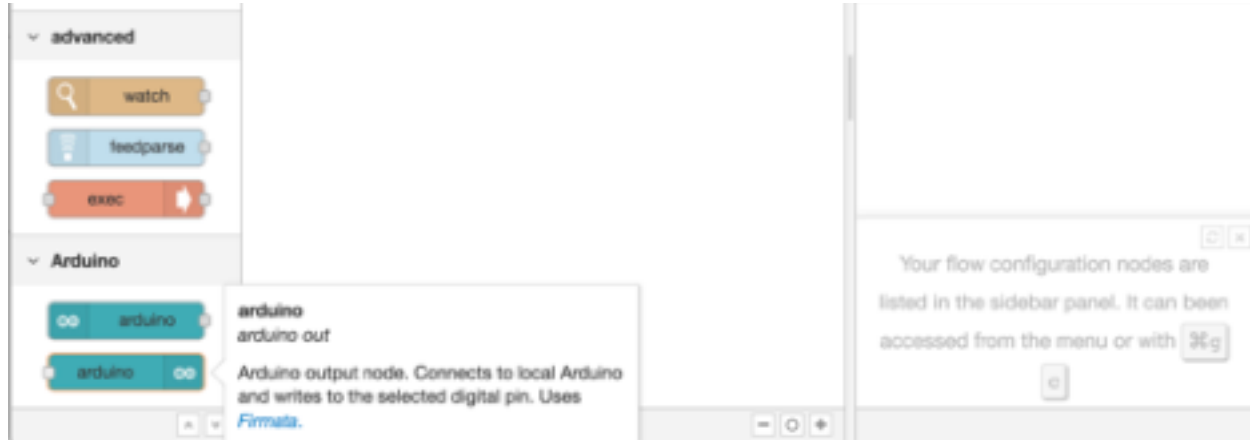 advanced
watch
feedparse
exec
Arduino
arduino
arduino
arduino
arduino out
Arduino output node. Connects to local Arduino
and writes to the selected digital pin. Uses
Firmata.
Your flow configuration nodes are
listed in the sidebar panel. It can been
accessed from the menu or with ⌘g
c